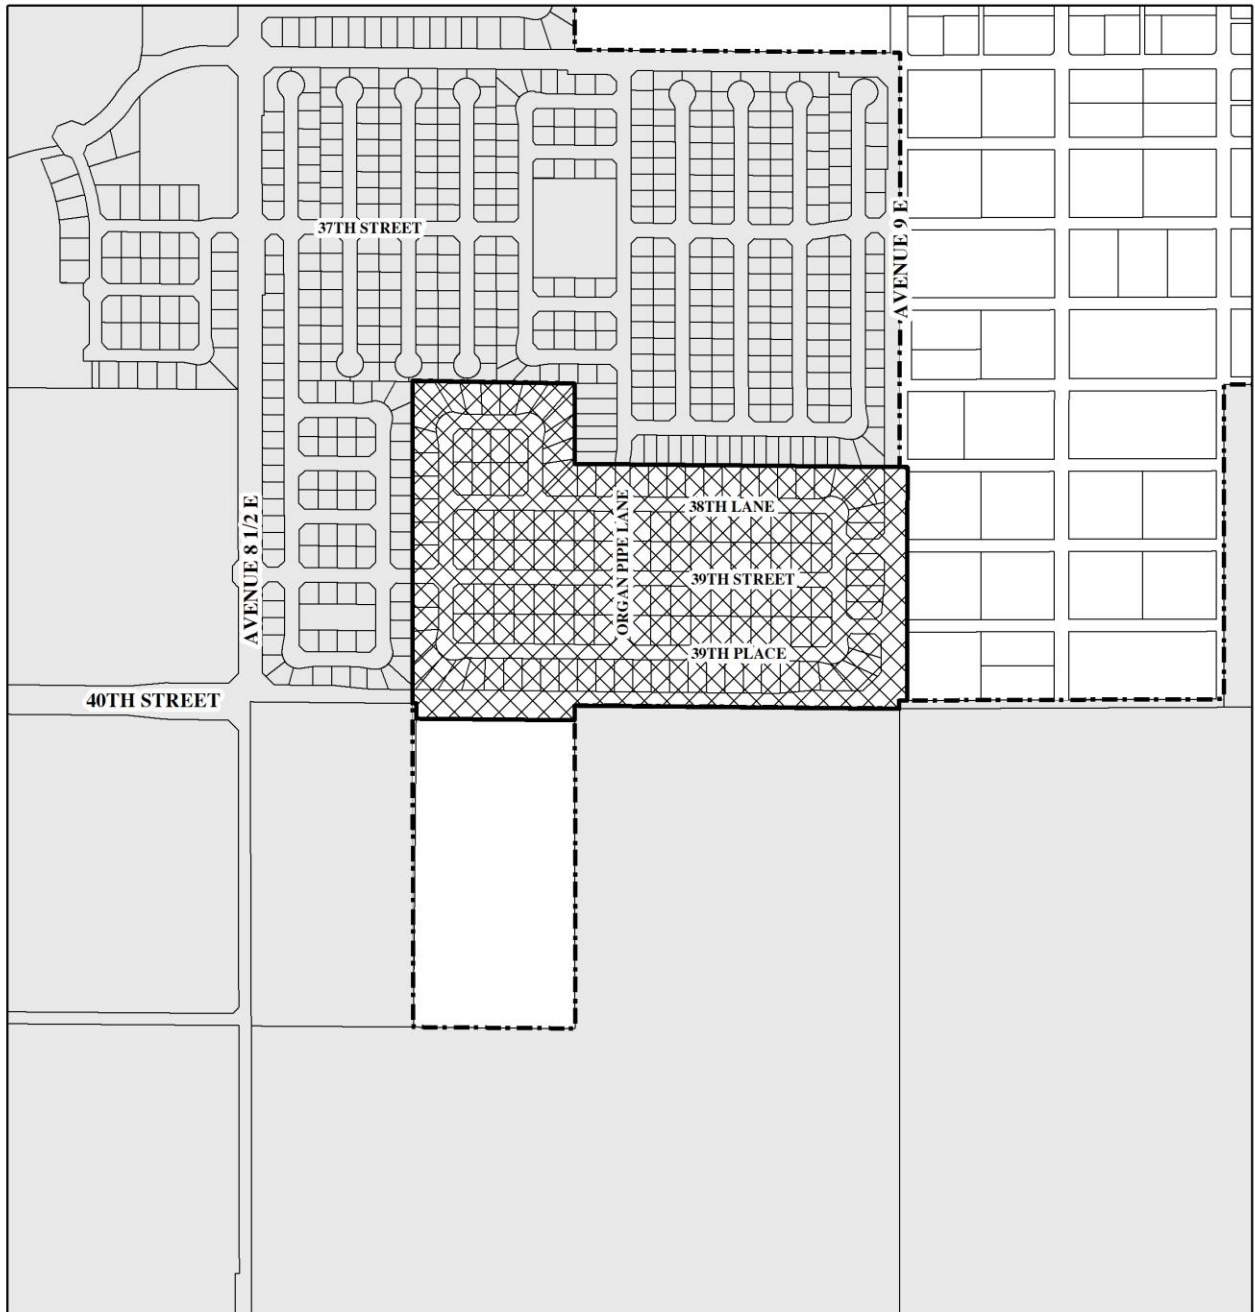 37TH STREET
AVENUE 9 E
AVENUE 8 1/2 E
ORGAN PIPE LANE
38TH LANE
39TH STREET
39TH PLACE
40TH STREET